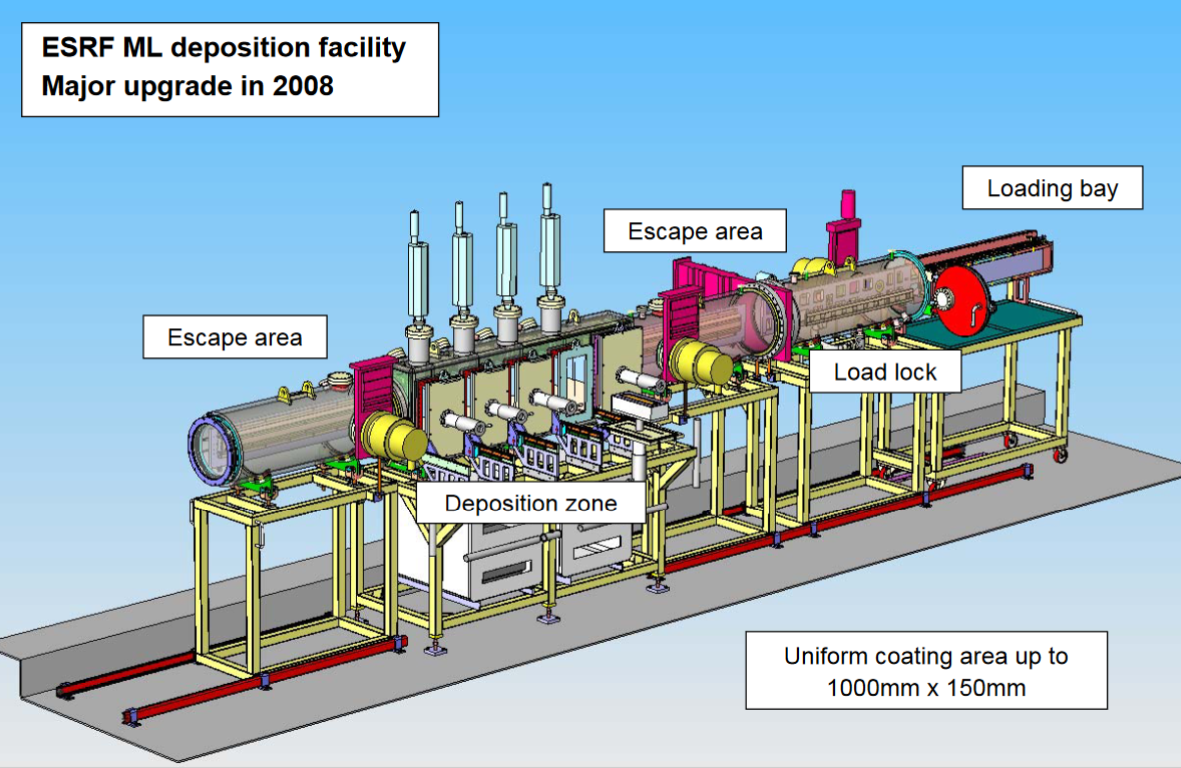 ESRF ML deposition facility
Major upgrade in 2008
Loading bay
Escape area
Escape area
Load lock
Deposition zone
Uniform coating area up to
1000mm x 150mm